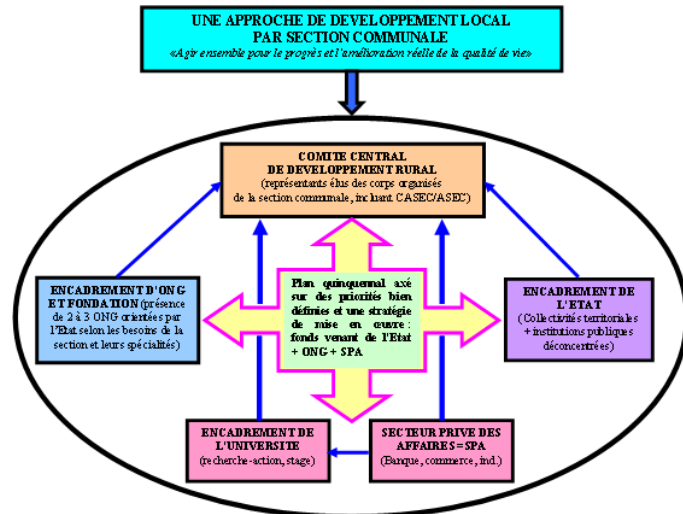 UNE APPROCHE DE DEVELOPPEMENT LOCAL
PAR SECTION COMMUNALE
«Agir ensemble pour le progrès et l'amélioration réelle de la qualité de vie»
COMITE CENTRAL
DE DEVELOPPEMENT RURAL
(représentants élus des corps organisés
de la section communale, incluant CASEC/ASEC)
ENCADREMENT D'ONG
ET FONDATION (présence
de 2 à 3 ONG orientées par
l'Etat selon les besoins de la
section et leurs spécialités)
Plan quinquennal axé
sur des priorités bien
définies et une stratégie
de mise en œuvre :
fonds venant de l'Etat
+ ONG + SPA
ENCADREMENT DE
L'ETAT
( Collectivités territoriales
+ institutions publiques
déconcentrées)
ENCADREMENT DE
L'UNIVERSITE
(recherche-action, stage)
SECTEUR PRIVE DES
AFFAIRES = SPA
(Banque, commerce, ind.)